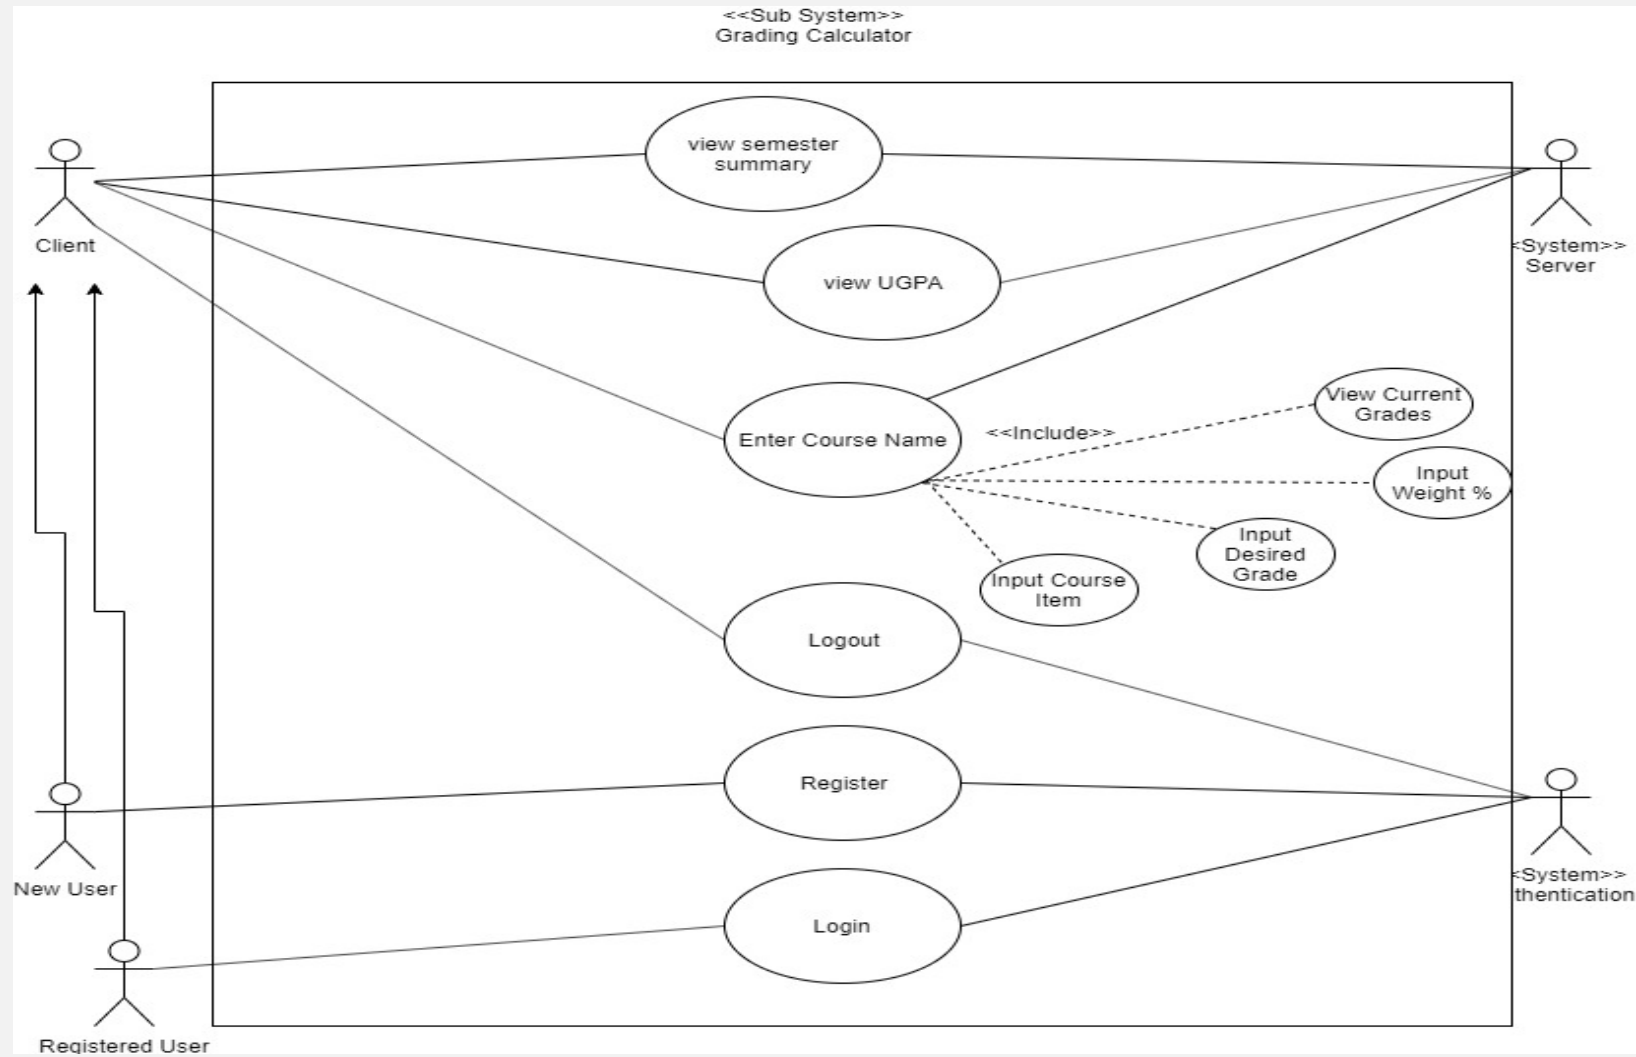 <<Sub System>>
Grading Calculator
view semester
summary
Client
<System>>
Server
view UGPA
View Current
Grades
Enter Course Name
<<Include>>
Input
Weight %
Input
Desired
Grade
Input Course
Item
Logout
Register
New User
<System>>
thentication
Login
Registered User